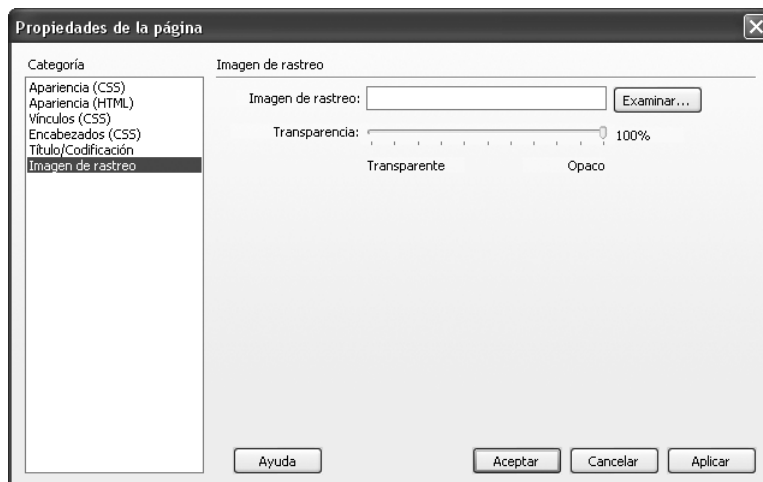 Propiedades de la página
Categoría
Apariencia (CSS)
Apariencia (HTML)
Vínculos (CSS)
Encabezados (CSS)
Título/Codificación
Imagen de rastreo
Imagen de rastreo
Imagen de rastreo:
Examinar...
Transparencia:
100%
Transparente Opaco
Ayuda Aceptar Cancelar Aplicar